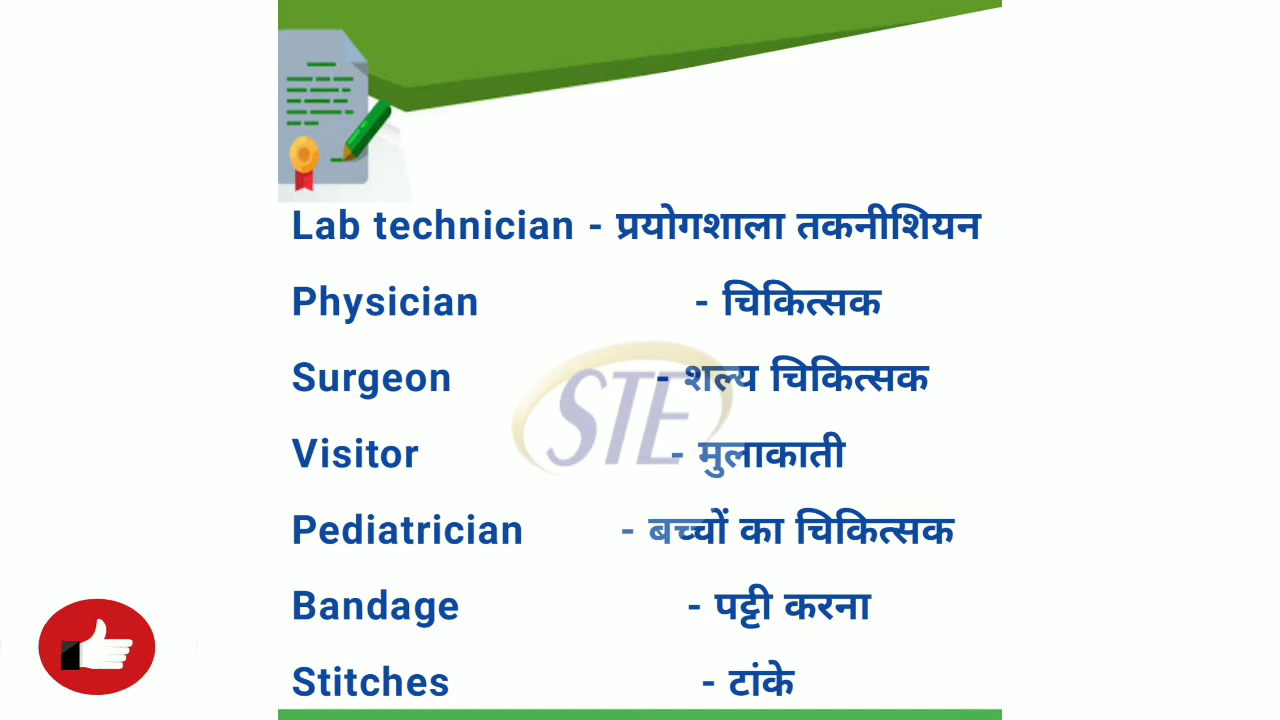 Lab technician - प्रयोगशाला तकनीशियन
Physician - चिकित्सक
Surgeon - शल्य चिकित्सक
STE
Visitor - मुलाकाती
Pediatrician - बच्चों का चिकित्सक
Bandage - पट्टी करना
Stitches - टांके